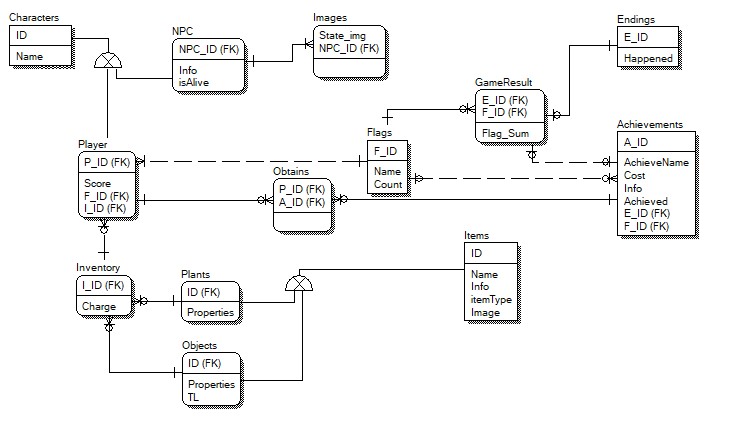 Characters
ID
Name
NPC
NPC_ID (FK)
Info
isAlive
Images
State_img
NPC_ID (FK)
Endings
E_ID
Happened
GameResult
E_ID (FK)
F_ID (FK)
Flag_Sum
Achievements
A_ID
AchieveName
Cost
Info
Achieved
E_ID (FK)
F_ID (FK)
Flags
F_ID
Name
Count
Player
P_ID (FK)
Score
F_ID (FK)
I_ID (FK)
Obtains
P_ID (FK)
A_ID (FK)
Items
ID
Name
Info
itemType
Image
Inventory
I_ID (FK)
Charge
Plants
ID (FK)
Properties
Objects
ID (FK)
Properties
TL